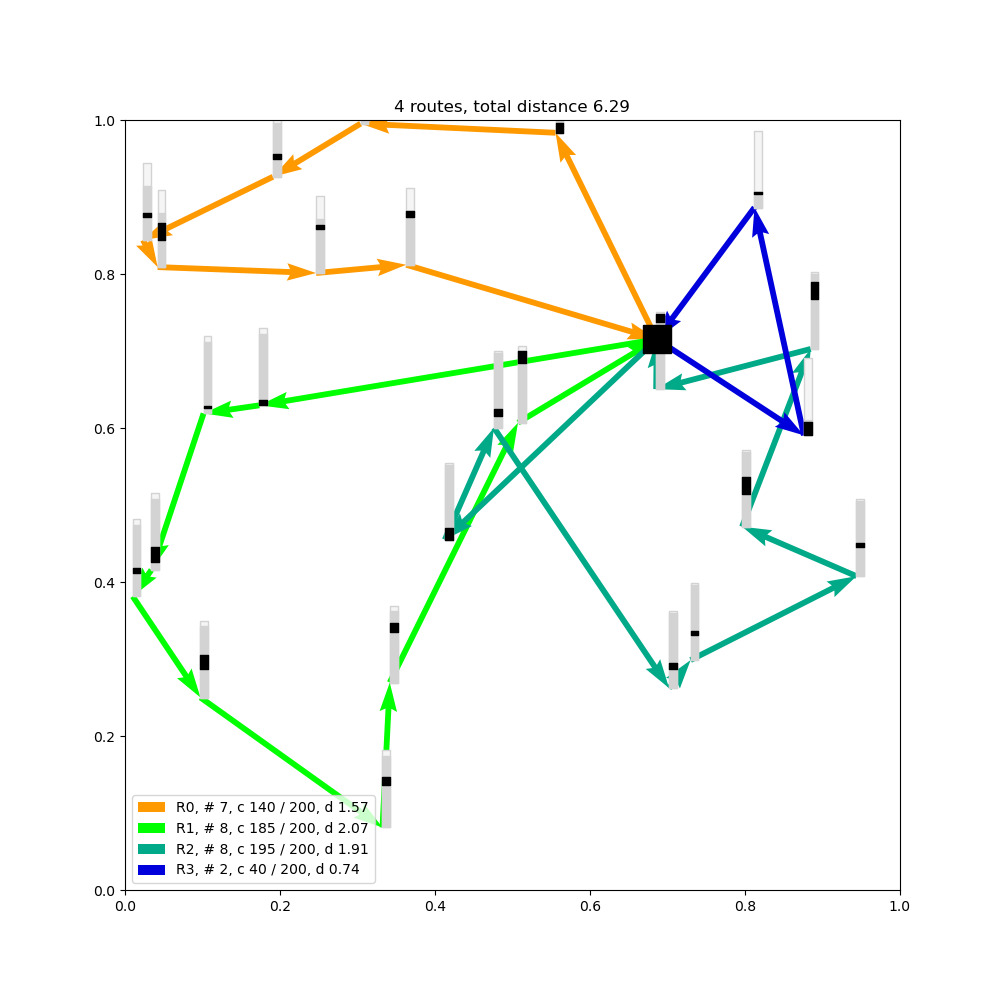 4 routes, total distance 6.29
1.0
0.8
0.6
0.4
0.2
0.0
R0, # 7, c 140 / 200, d 1.57
R1, # 8, c 185 / 200, d 2.07
R2, # 8, c 195 / 200, d 1.91
R3, # 2, c 40 / 200, d 0.74
0.0 0.2 0.4 0.6 0.8 1.0